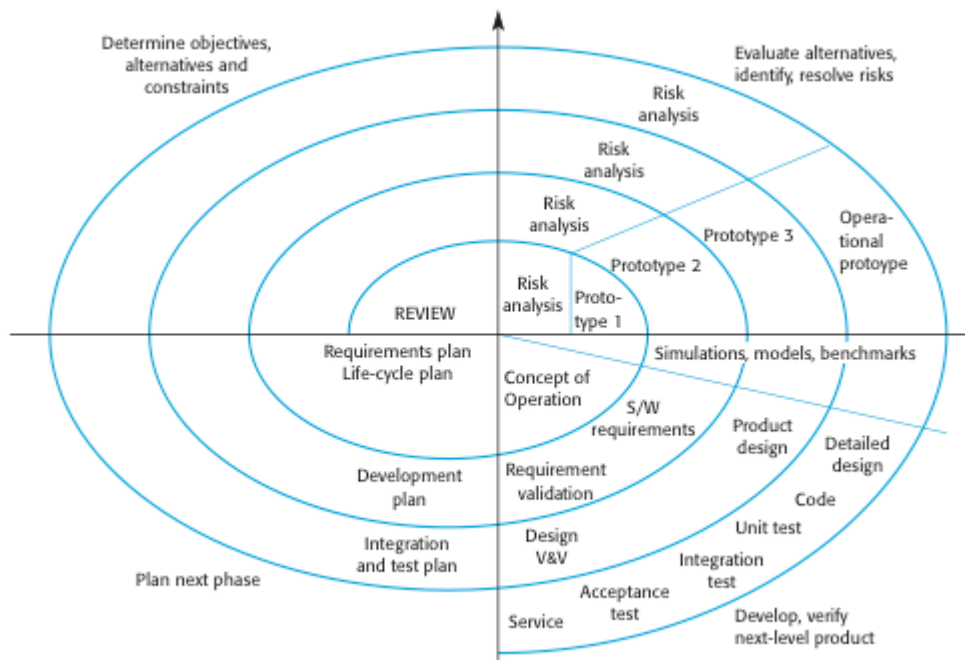 Determine objectives,
alternatives and
constraints
Evaluate alternatives,
identify, resolve risks
Risk
analysis
Risk
analysis
Risk
analysis
Opera-
tional
protoype
Prototype 3
Prototype 2
Risk
analysis
Proto-
type 1
REVIEW
Requirements plan
Life-cycle plan
Simulations, models, benchmarks
Concept of
Operation
S/W
requirements
Product
design
Detailed
design
Development
plan
Requirement
validation
Code
Unit test
Integration
and test plan
Design
V&V
Integration
test
Plan next phase
Acceptance
test
Service
Develop, verify
next-level product